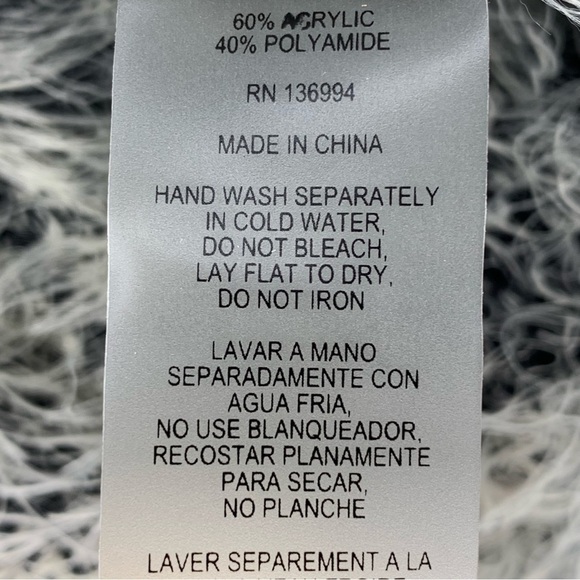 60% ACRYLIC
40% POLYAMIDE
RN 136994
MADE IN CHINA
HAND WASH SEPARATELY
IN COLD WATER,
DO NOT BLEACH,
LAY FLAT TO DRY,
DO NOT IRON
LAVAR A MANO
SEPARADAMENTE CON
AGUA FRIA,
NO USE BLANQUEADOR,
RECOSTAR PLANAMENTE
PARA SECAR,
NO PLANCHE
LAVER SEPAREMENT A LA